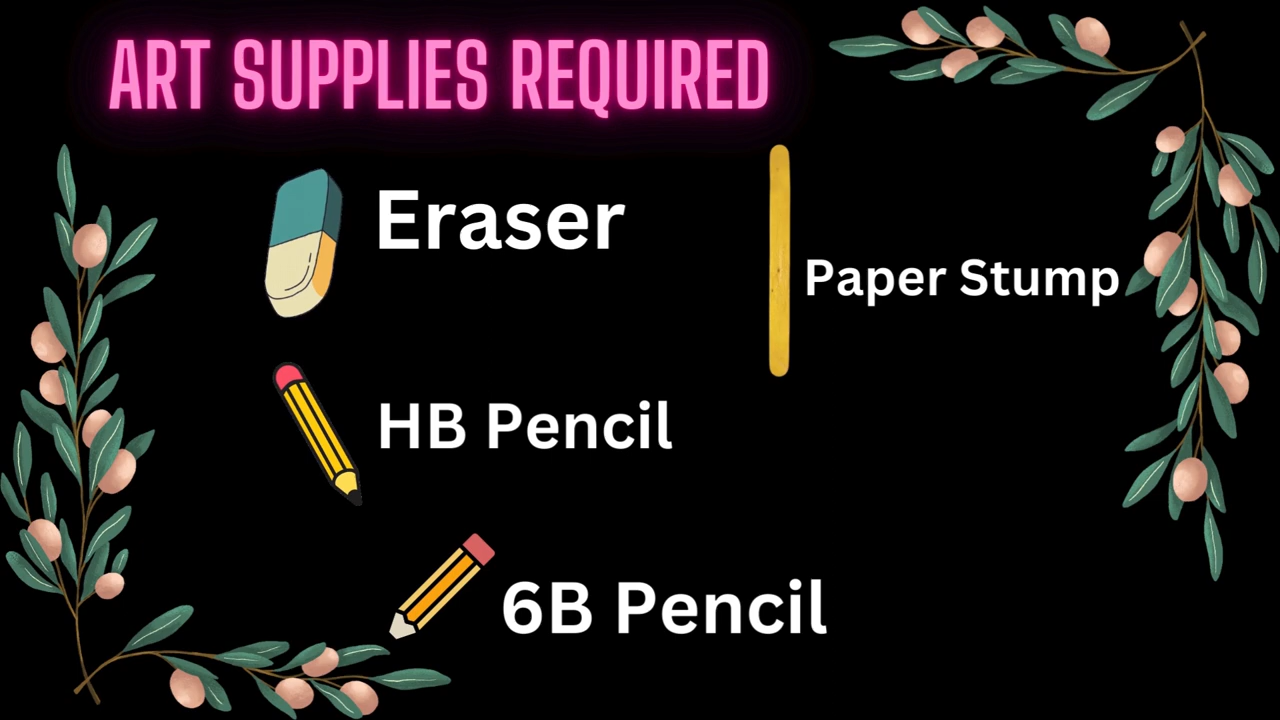 ART SUPPLIES REQUIRED
Eraser
Paper Stump
HB Pencil
6B Pencil